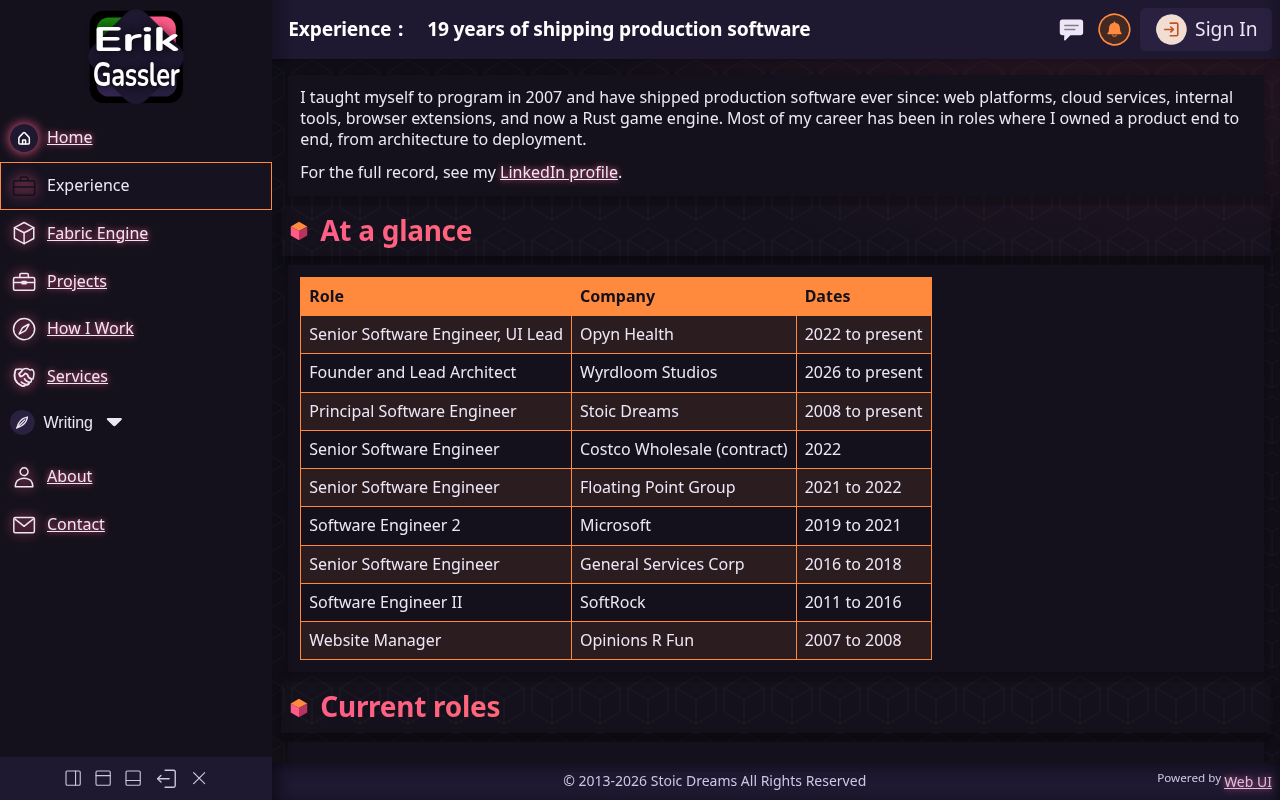 Erik
Gassler
Home
Experience
Fabric Engine
Projects
How I Work
Services
Writing
About
Contact
Experience : 19 years of shipping production software
Sign In
I taught myself to program in 2007 and have shipped production software ever since: web platforms, cloud services, internal
tools, browser extensions, and now a Rust game engine. Most of my career has been in roles where I owned a product end to
end, from architecture to deployment.
For the full record, see my LinkedIn profile.
At a glance
Role Company Dates
Senior Software Engineer, UI Lead Opyn Health 2022 to present
Founder and Lead Architect Wyrdloom Studios 2026 to present
Principal Software Engineer Stoic Dreams 2008 to present
Senior Software Engineer Costco Wholesale (contract) 2022
Senior Software Engineer Floating Point Group 2021 to 2022
Software Engineer 2 Microsoft 2019 to 2021
Senior Software Engineer General Services Corp 2016 to 2018
Software Engineer II SoftRock 2011 to 2016
Website Manager Opinions R Fun 2007 to 2008
Current roles
© 2013-2026 Stoic Dreams All Rights Reserved
Powered by Web UI